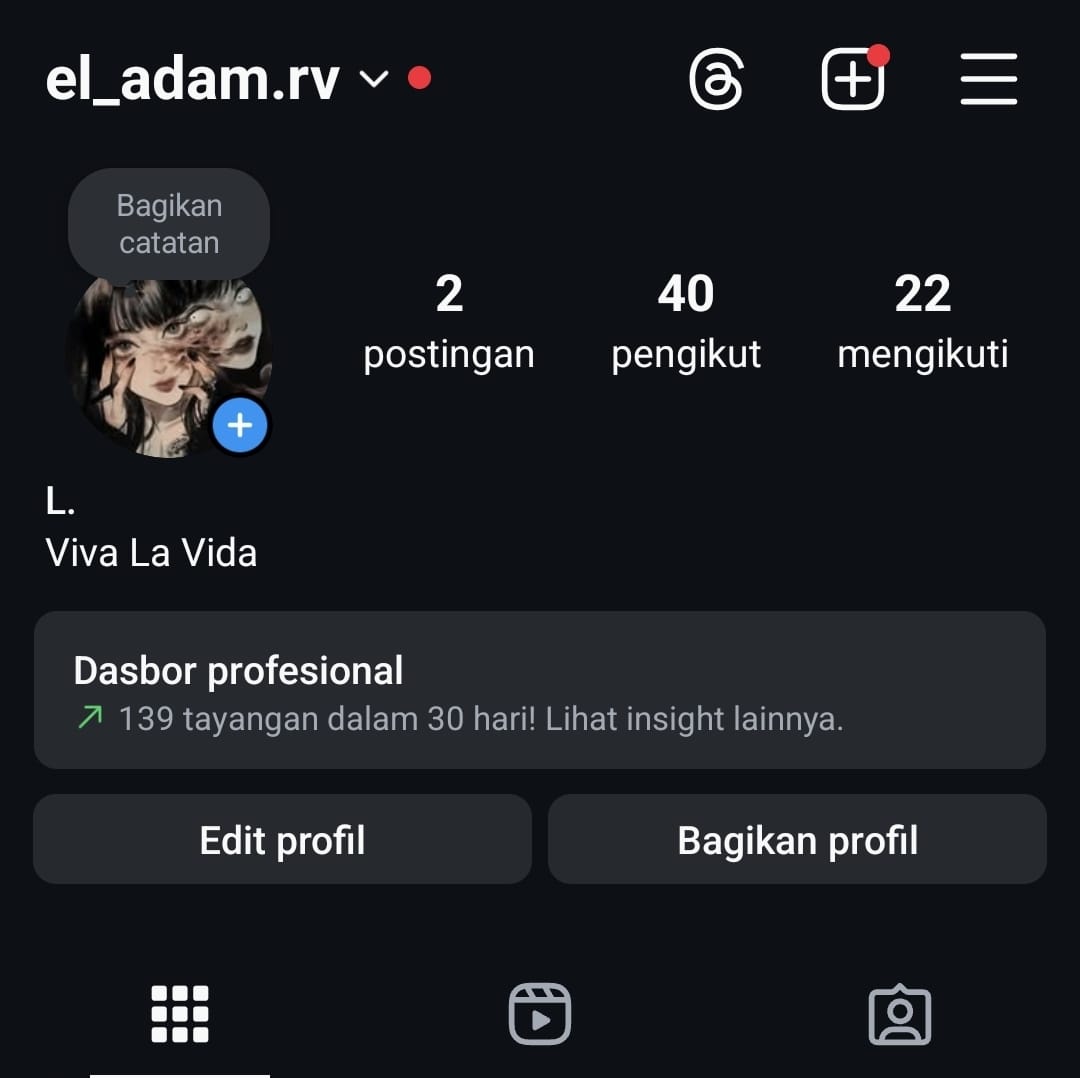 el_adam.rv
Bagikan
catatan
2
postingan
40
pengikut
22
mengikuti
L.
Viva La Vida
Dasbor profesional
139 tayangan dalam 30 hari! Lihat insight lainnya.
Edit profil
Bagikan profil